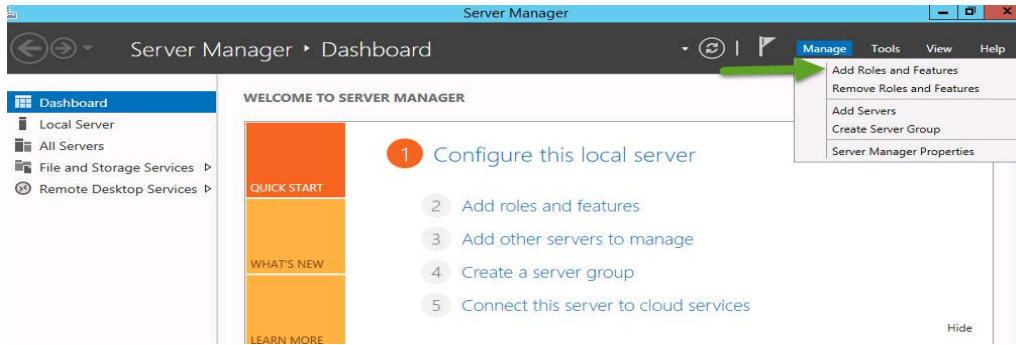 Server Manager
Server Manager • Dashboard
Manage Tools View Help
Add Roles and Features
Remove Roles and Features
Add Servers
Create Server Group
Server Manager Properties
Dashboard
Local Server
All Servers
File and Storage Services
Remote Desktop Services
WELCOME TO SERVER MANAGER
QUICK START
WHAT'S NEW
LEARN MORE
1 Configure this local server
2 Add roles and features
3 Add other servers to manage
4 Create a server group
5 Connect this server to cloud services
Hide